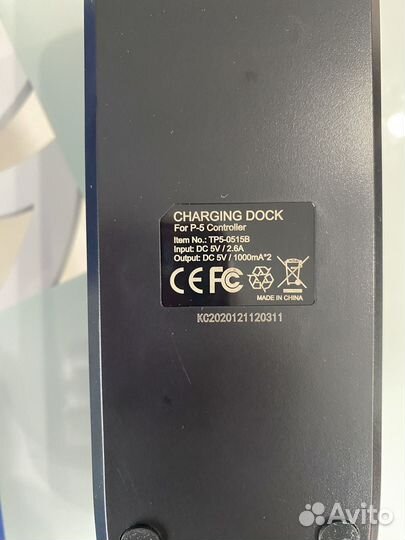 CHARGING DOCK
For P-5 Controller
Item No.: TP5-0515B
Input: DC 5V / 2.6A
Output: DC 5V / 1000mA*2
CE FC
MADE IN CHINA
KC2020121120311
Avito